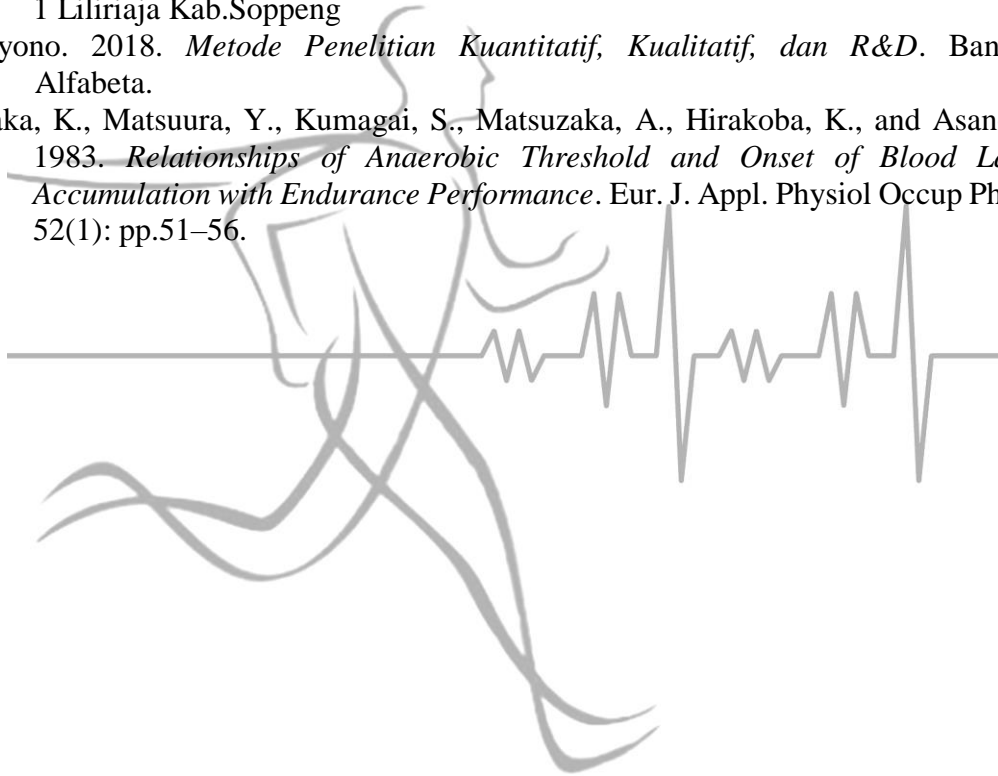 1 Liliriaja Kab.Soppeng
yono. 2018. Metode Penelitian Kuantitatif, Kualitatif, dan R&D. Ban
Alfabeta.
aka, K., Matsuura, Y., Kumagai, S., Matsuzaka, A., Hirakoba, K., and Asan
1983. Relationships of Anaerobic Threshold and Onset of Blood La
Accumulation with Endurance Performance. Eur. J. Appl. Physiol Occup Ph
52(1): pp.51–56.